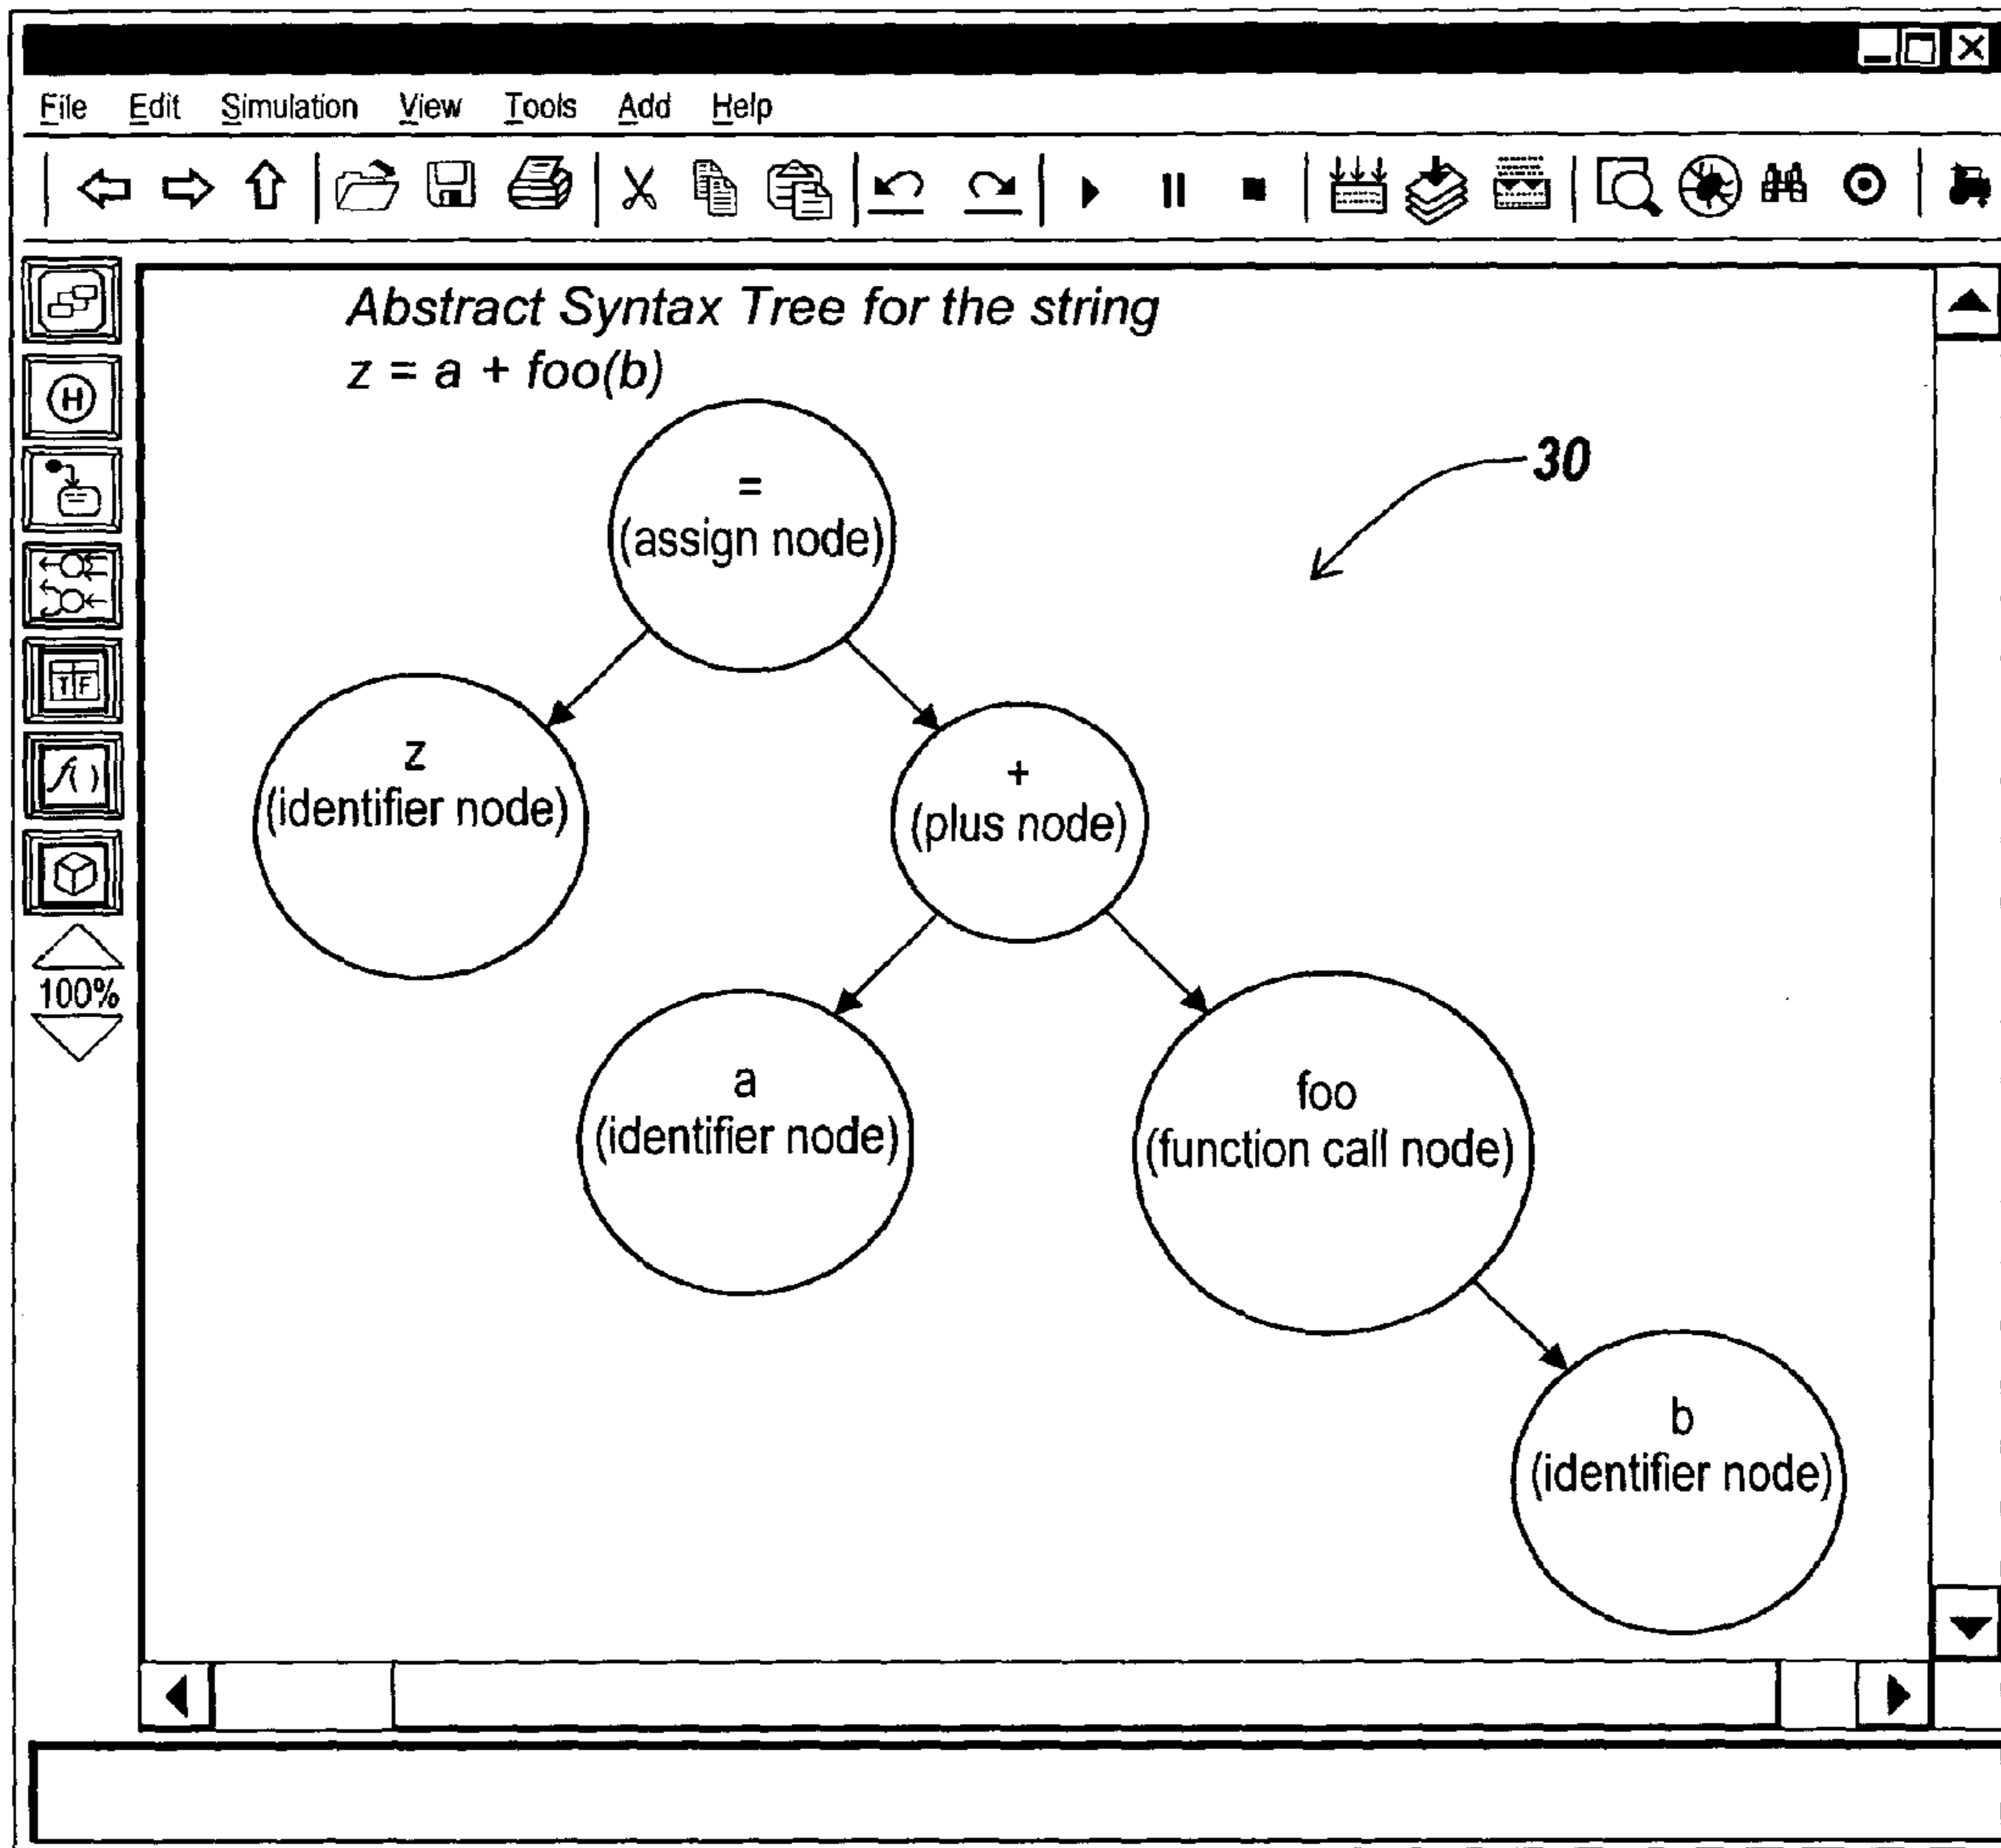 File Edit Simulation View Tools Add Help
Abstract Syntax Tree for the string
z = a + foo(b)
H
30
=
(assign node)
T F
z
(identifier node)
+
(plus node)
f( )
100%
a
(identifier node)
foo
(function call node)
b
(identifier node)